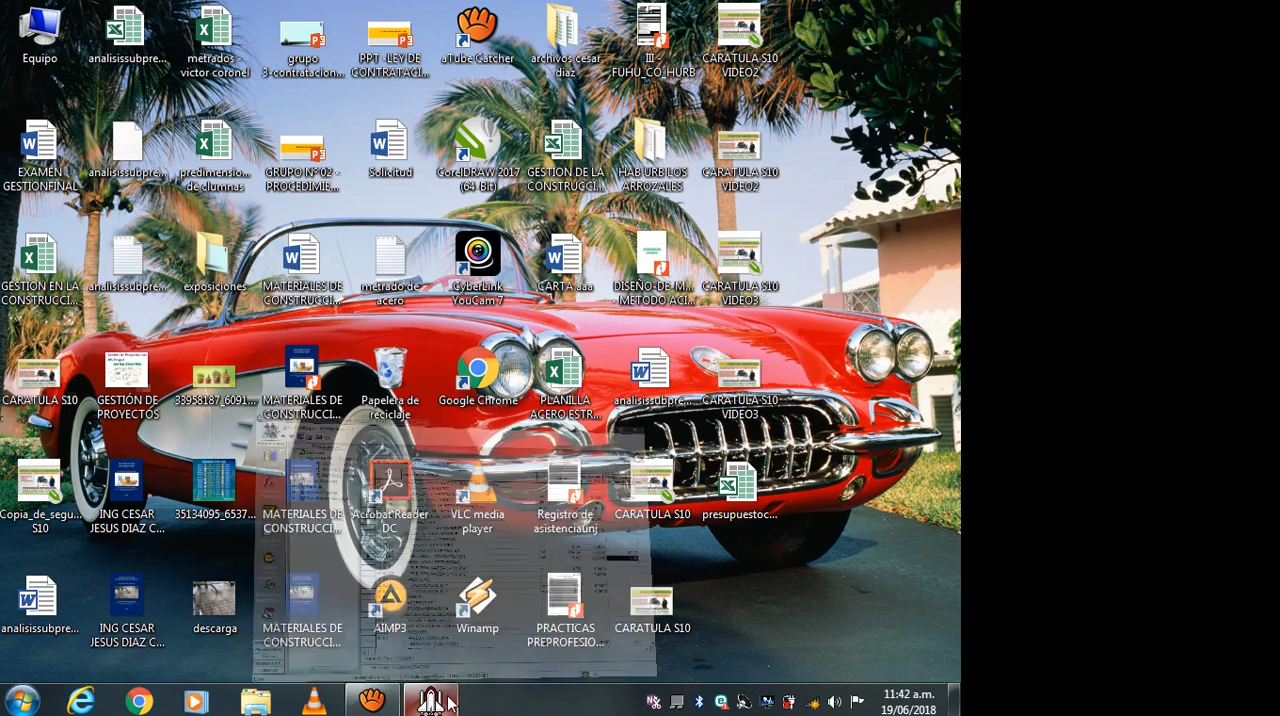 Equipo
analisissubpre...
metrados -
victor coronel
grupo
3-contratacion...
PPT - LEY DE
CONTRATACI...
aTube Catcher
archivos cesar
diaz
III -
FUHU_CO_HURB
CARATULA S10
VIDEO2
EXAMEN
GESTIONFINAL
analisissubpre...
predimensio...
de clumnas
GRUPO Nº 02 -
PROCEDIMIE...
Solicitud
CorelDRAW 2017
(64-Bit)
GESTION DE LA
CONSTRUCCI...
HAB URB LOS
ARROZALES
CARATULA S10
VIDEO2
GESTION EN LA
CONSTRUCCI...
analisissubpre...
exposiciones
MATERIALES DE
CONSTRUCCI...
metrado de
acero
CyberLink
YouCam 7
CARTA aaa
DISEÑO-DE-M...
- METODO ACI...
CARATULA S10
VIDEO3
CARATULA S10
GESTIÓN DE
PROYECTOS
33958187_6091...
MATERIALES DE
CONSTRUCCI...
Papelera de
reciclaje
Google Chrome
PLANILLA
ACERO ESTR...
analisissubpre...
CARATULA S10
VIDEO3
Copia_de_segu...
S10
ING CESAR
JESUS DIAZ C...
35134095_6537...
MATERIALES DE
CONSTRUCCI...
Acrobat Reader
DC
VLC media
player
Registro de
asistenciaunj
CARATULA S10
presupuestoc...
analisissubpre...
ING CESAR
JESUS DIAZ C...
descarga
MATERIALES DE
CONSTRUCCI...
AIMP3
Winamp
PRACTICAS
PREPROFESIO...
CARATULA S10
11:42 a.m.
19/06/2018